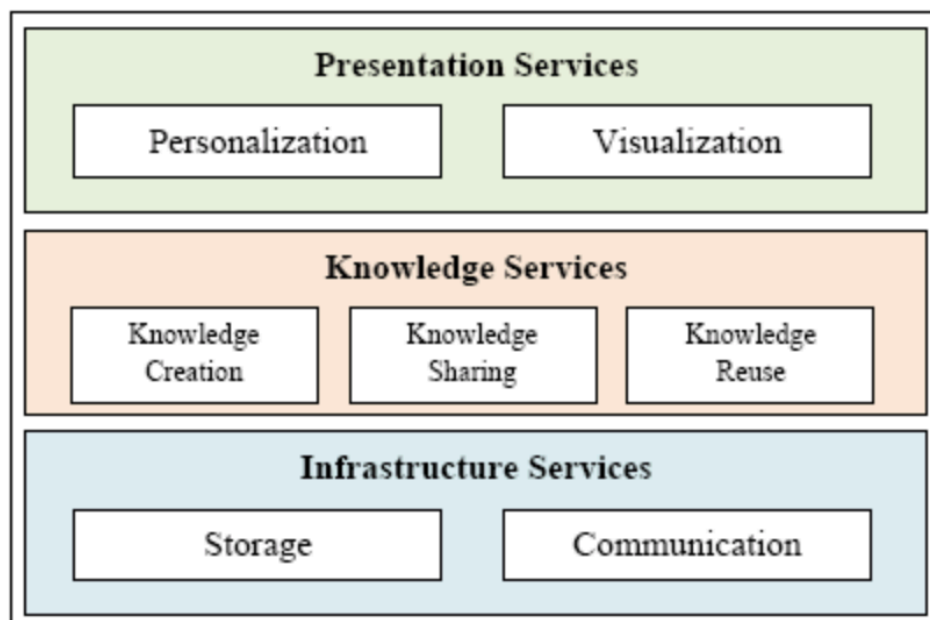 Presentation Services
Personalization
Visualization
Knowledge Services
Knowledge
Creation
Knowledge
Sharing
Knowledge
Reuse
Infrastructure Services
Storage
Communication